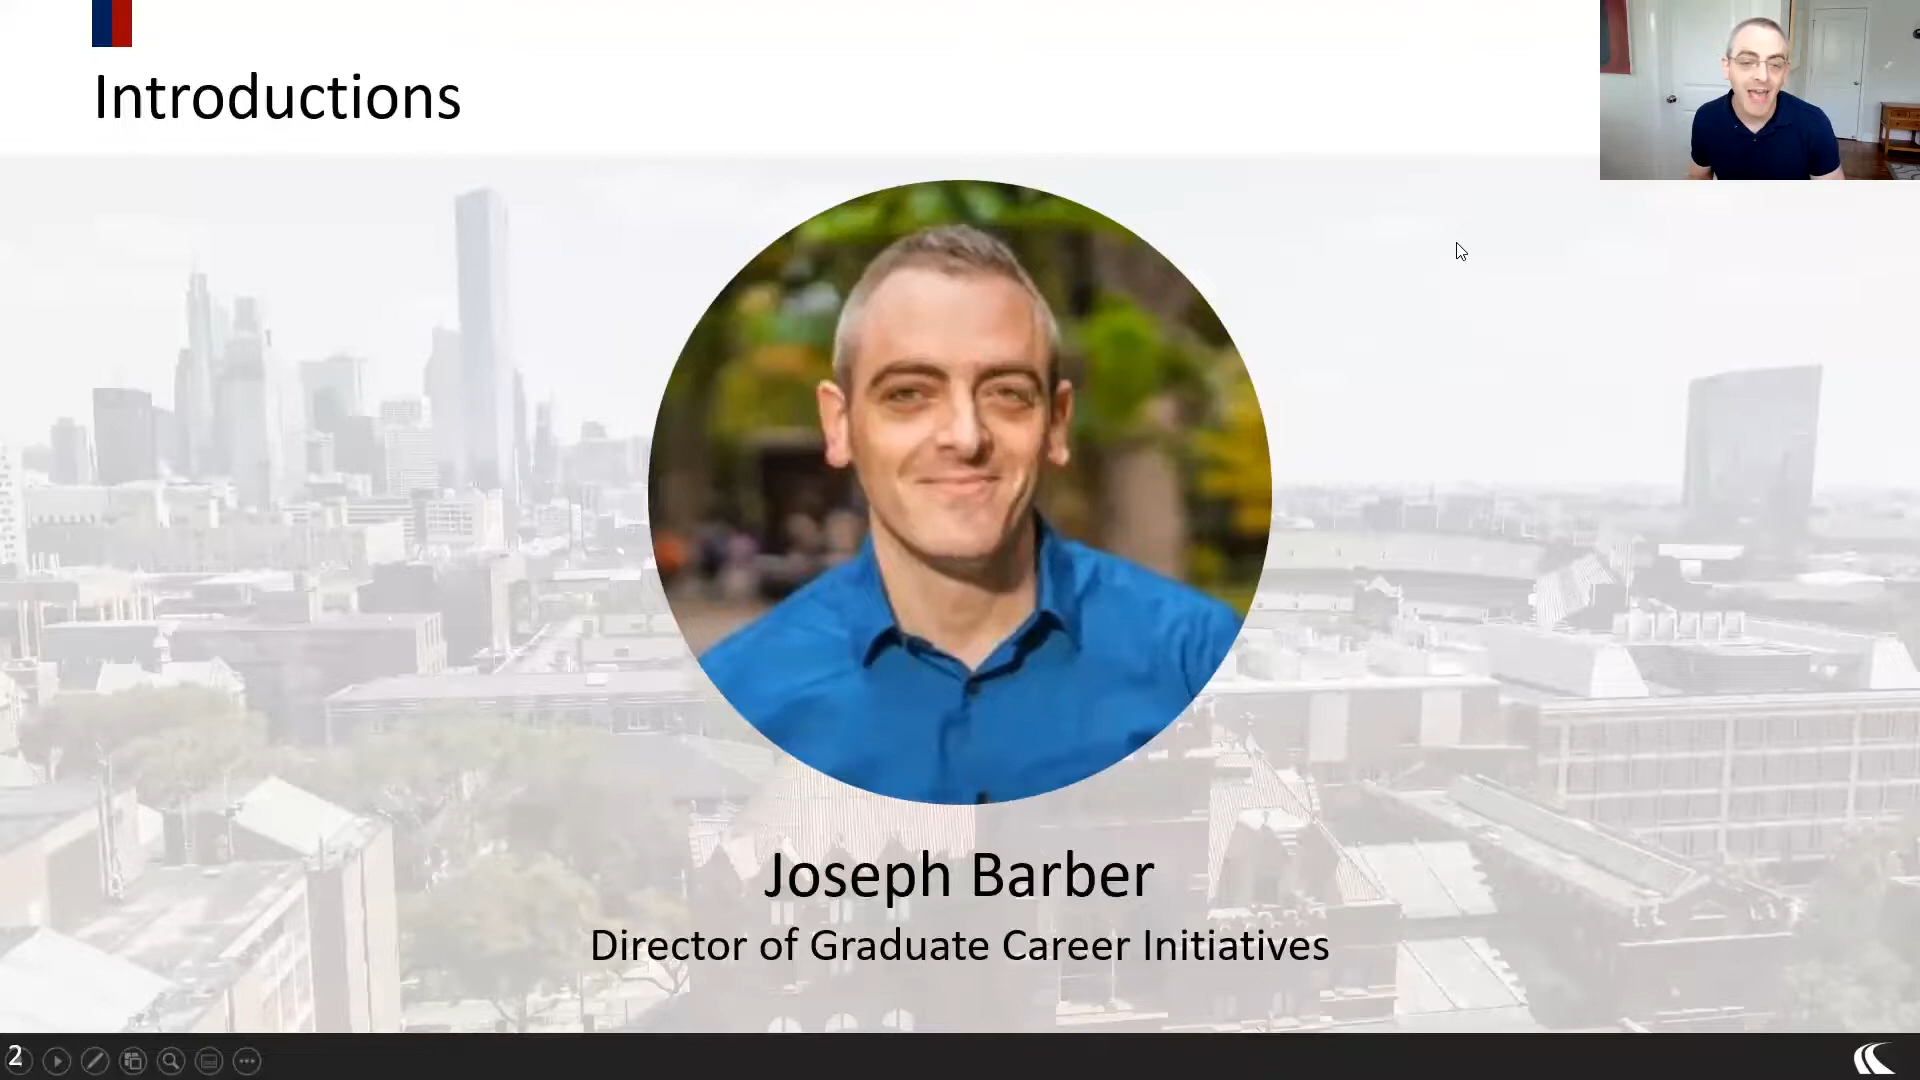 Introductions
Joseph Barber
Director of Graduate Career Initiatives
2